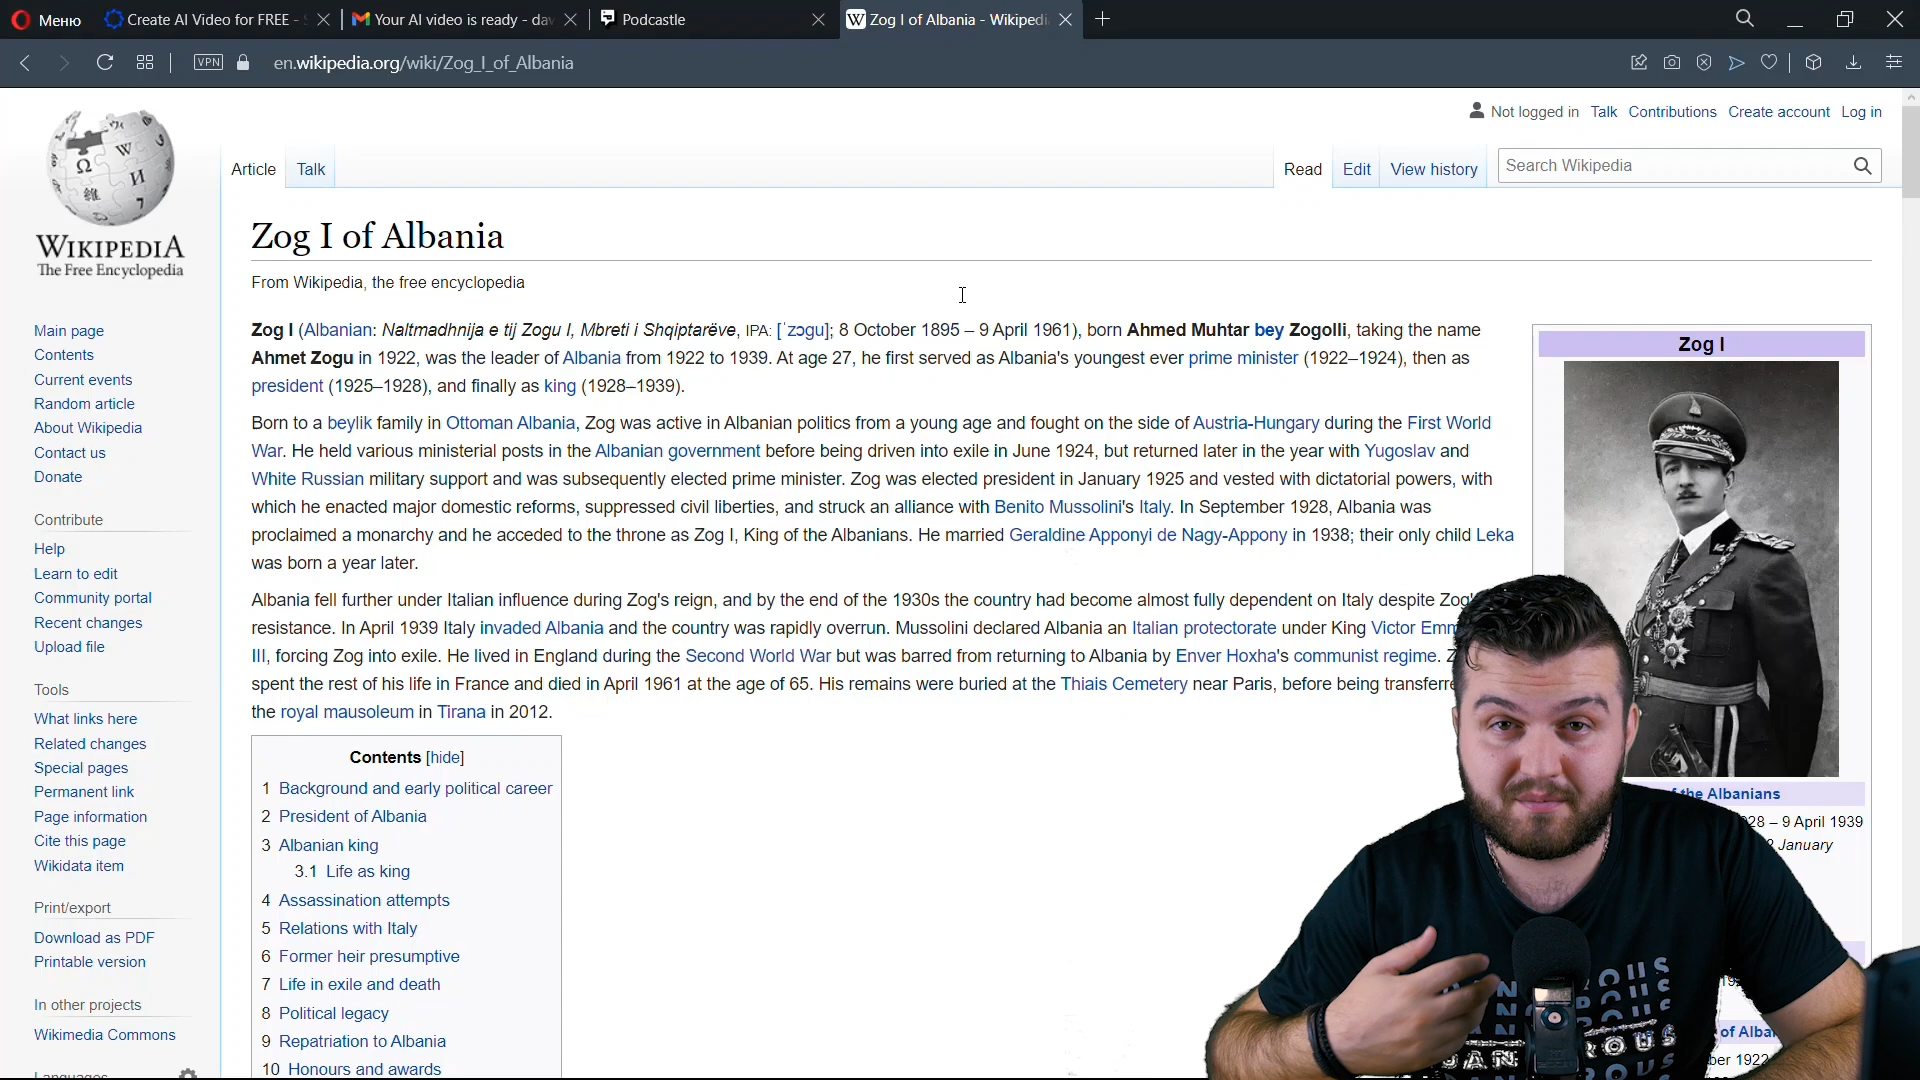 Меню
Create AI Video for FREE -
Your AI video is ready - da
Podcastle
Zog I of Albania - Wikipedi
VPN
en.wikipedia.org/wiki/Zog_I_of_Albania
Not logged in Talk Contributions Create account Log in
Article Talk
Read Edit View history
Search Wikipedia
WIKIPEDIA
The Free Encyclopedia
Main page
Contents
Current events
Random article
About Wikipedia
Contact us
Donate
Contribute
Help
Learn to edit
Community portal
Recent changes
Upload file
Tools
What links here
Related changes
Special pages
Permanent link
Page information
Cite this page
Wikidata item
Print/export
Download as PDF
Printable version
In other projects
Wikimedia Commons
Languages
Zog I of Albania
From Wikipedia, the free encyclopedia
Zog I (Albanian: Naltmadhnija e tij Zogu I, Mbreti i Shqiptarëve, IPA: [ˈzɔɡu]; 8 October 1895 – 9 April 1961), born Ahmed Muhtar bey Zogolli, taking the name
Ahmet Zogu in 1922, was the leader of Albania from 1922 to 1939. At age 27, he first served as Albania's youngest ever prime minister (1922–1924), then as
president (1925–1928), and finally as king (1928–1939).
Born to a beylik family in Ottoman Albania, Zog was active in Albanian politics from a young age and fought on the side of Austria-Hungary during the First World
War. He held various ministerial posts in the Albanian government before being driven into exile in June 1924, but returned later in the year with Yugoslav and
White Russian military support and was subsequently elected prime minister. Zog was elected president in January 1925 and vested with dictatorial powers, with
which he enacted major domestic reforms, suppressed civil liberties, and struck an alliance with Benito Mussolini's Italy. In September 1928, Albania was
proclaimed a monarchy and he acceded to the throne as Zog I, King of the Albanians. He married Geraldine Apponyi de Nagy-Appony in 1938; their only child Leka
was born a year later.
Albania fell further under Italian influence during Zog's reign, and by the end of the 1930s the country had become almost fully dependent on Italy despite Zog'
resistance. In April 1939 Italy invaded Albania and the country was rapidly overrun. Mussolini declared Albania an Italian protectorate under King Victor Emm
III, forcing Zog into exile. He lived in England during the Second World War but was barred from returning to Albania by Enver Hoxha's communist regime. Z
spent the rest of his life in France and died in April 1961 at the age of 65. His remains were buried at the Thiais Cemetery near Paris, before being transferre
the royal mausoleum in Tirana in 2012.
Contents [hide]
1 Background and early political career
2 President of Albania
3 Albanian king
3.1 Life as king
4 Assassination attempts
5 Relations with Italy
6 Former heir presumptive
7 Life in exile and death
8 Political legacy
9 Repatriation to Albania
10 Honours and awards
Zog I
the Albanians
28 – 9 April 1939
January
of Alba
ber 1922